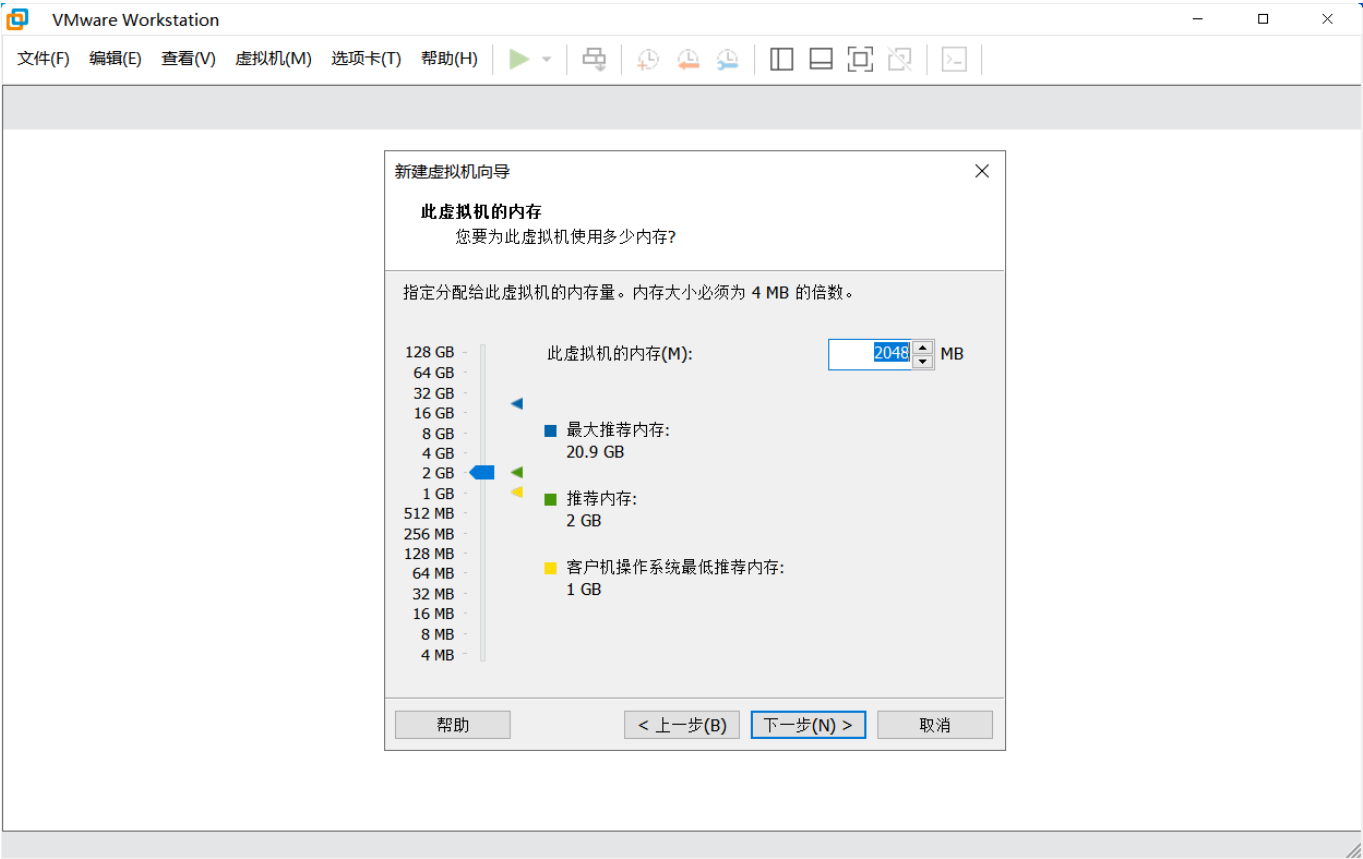 VMware Workstation
文件(F) 编辑(E) 查看(V) 虚拟机(M) 选项卡(T) 帮助(H)
新建虚拟机向导
此虚拟机的内存
您要为此虚拟机使用多少内存?
指定分配给此虚拟机的内存量。内存大小必须为 4 MB 的倍数。
128 GB
64 GB
32 GB
16 GB
8 GB
4 GB
2 GB
1 GB
512 MB
256 MB
128 MB
64 MB
32 MB
16 MB
8 MB
4 MB
此虚拟机的内存(M): 2048 MB
最大推荐内存:
20.9 GB
推荐内存:
2 GB
客户机操作系统最低推荐内存:
1 GB
帮助 < 上一步(B) 下一步(N) > 取消